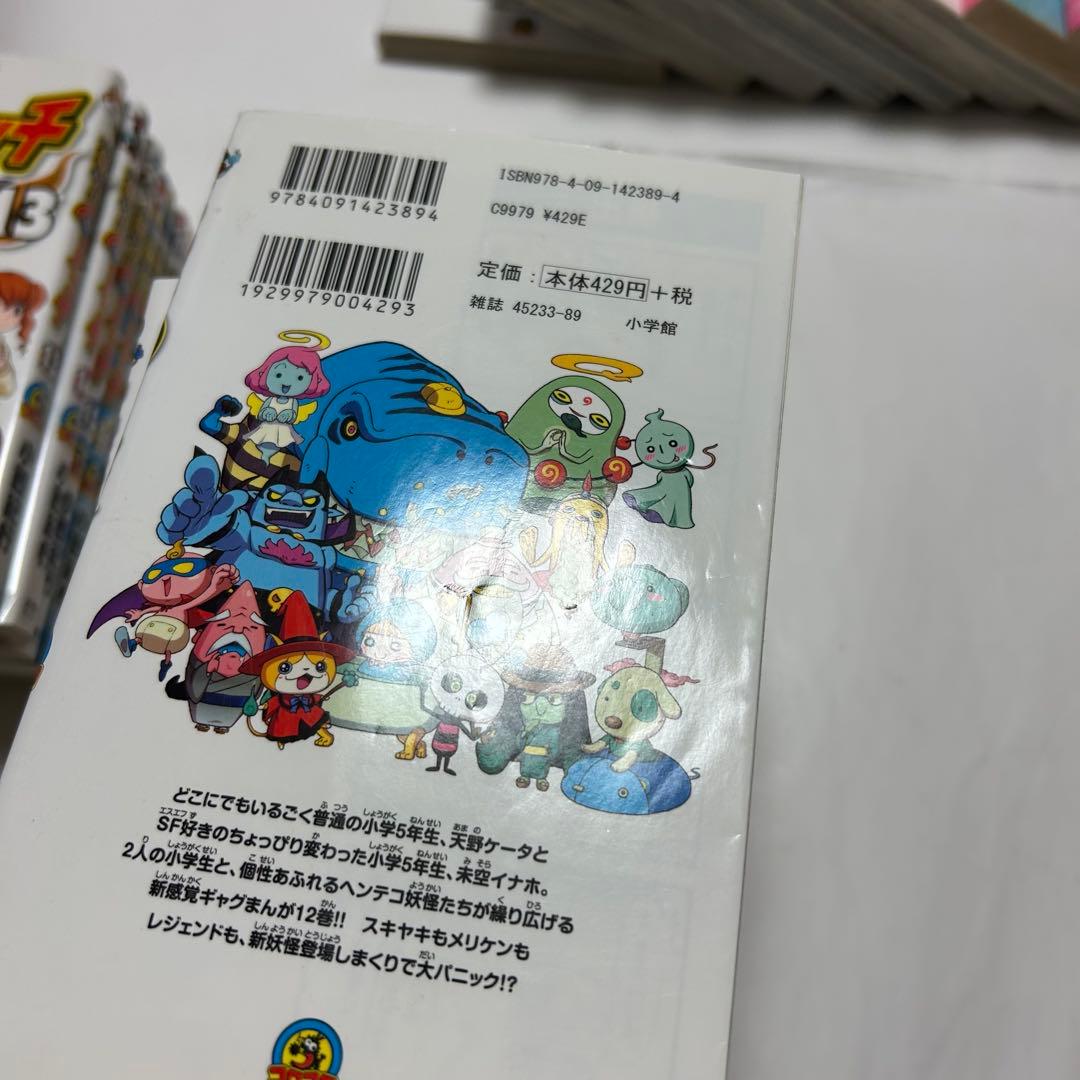 ッチ
13
ISBN978-4-09-142389-4
9784091423894
C9979 ¥429E
1929979004293
定価：本体429円+税
雑誌 45233-89
小学館
どこにでもいるごく普通の小学5年生、天野ケータと
SF好きのちょっぴり変わった小学5年生、未空イナホ。
2人の小学生と、個性あふれるヘンテコ妖怪たちが繰り広げる
新感覚ギャグまんが12巻!! スキヤキもメリケンも
レジェンドも、新妖怪登場しまくりで大パニック!?